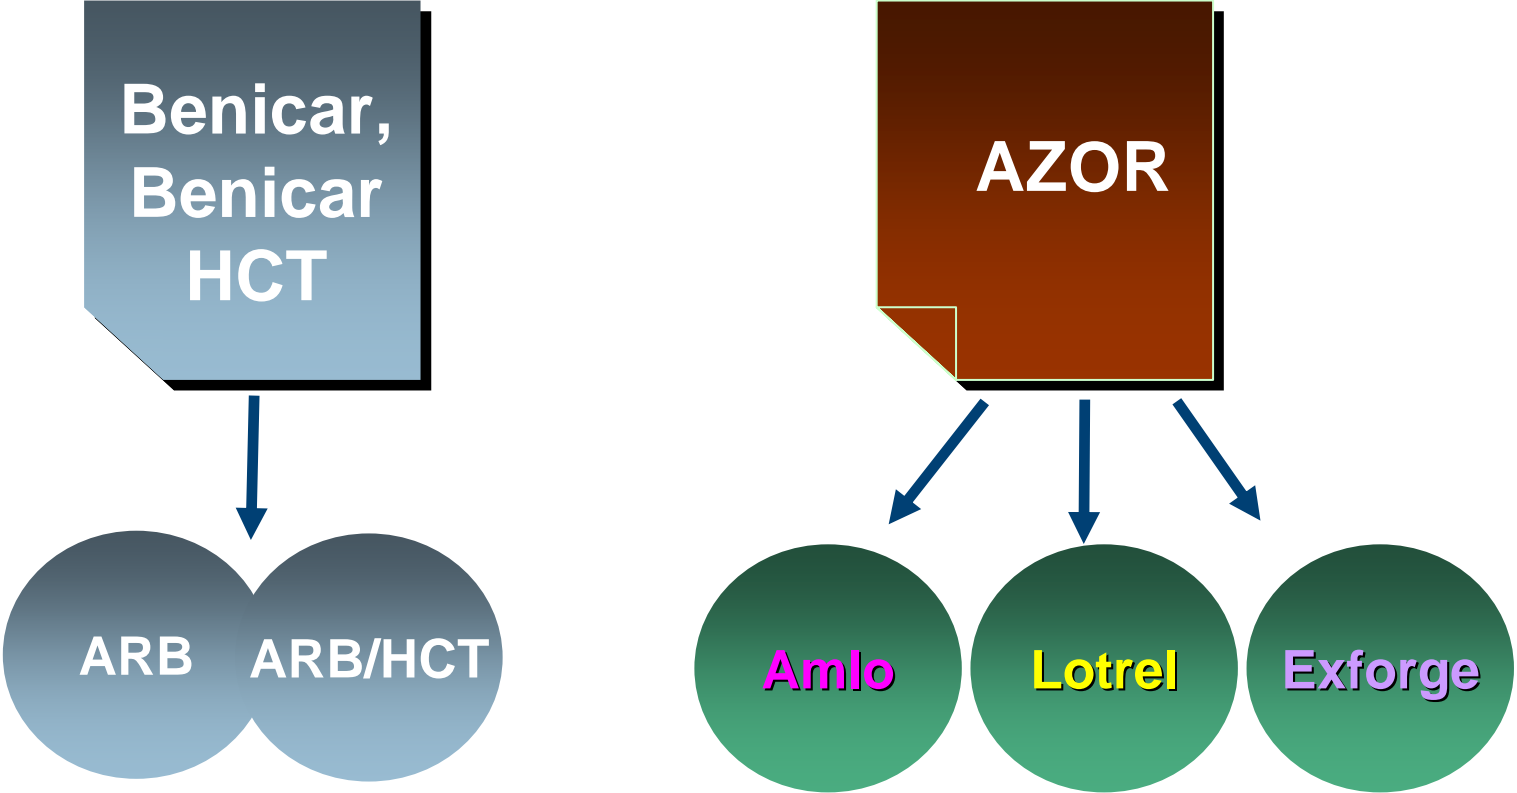 Benicar,
Benicar
HCT
AZOR
ARB
ARB/HCT
Amlo
Lotrel
Exforge